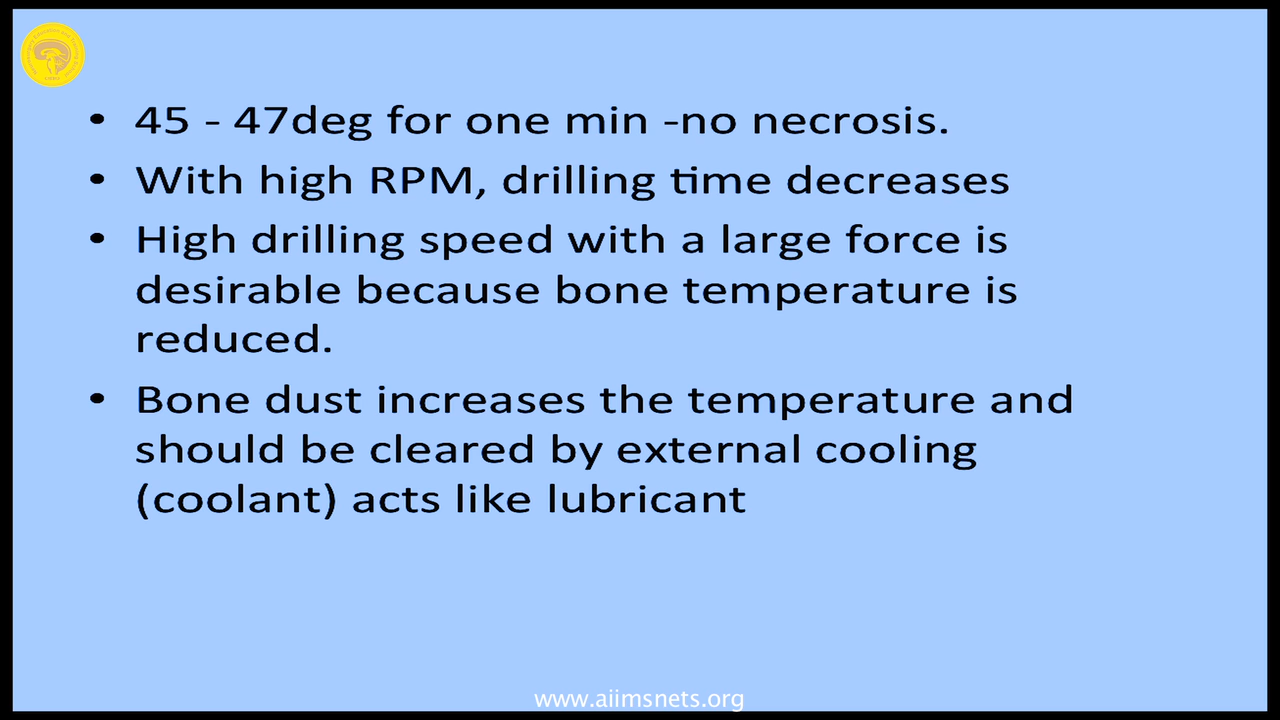 • 45 - 47deg for one min -no necrosis.
• With high RPM, drilling time decreases
• High drilling speed with a large force is
desirable because bone temperature is
reduced.
• Bone dust increases the temperature and
should be cleared by external cooling
(coolant) acts like lubricant
www.aiimsnets.org